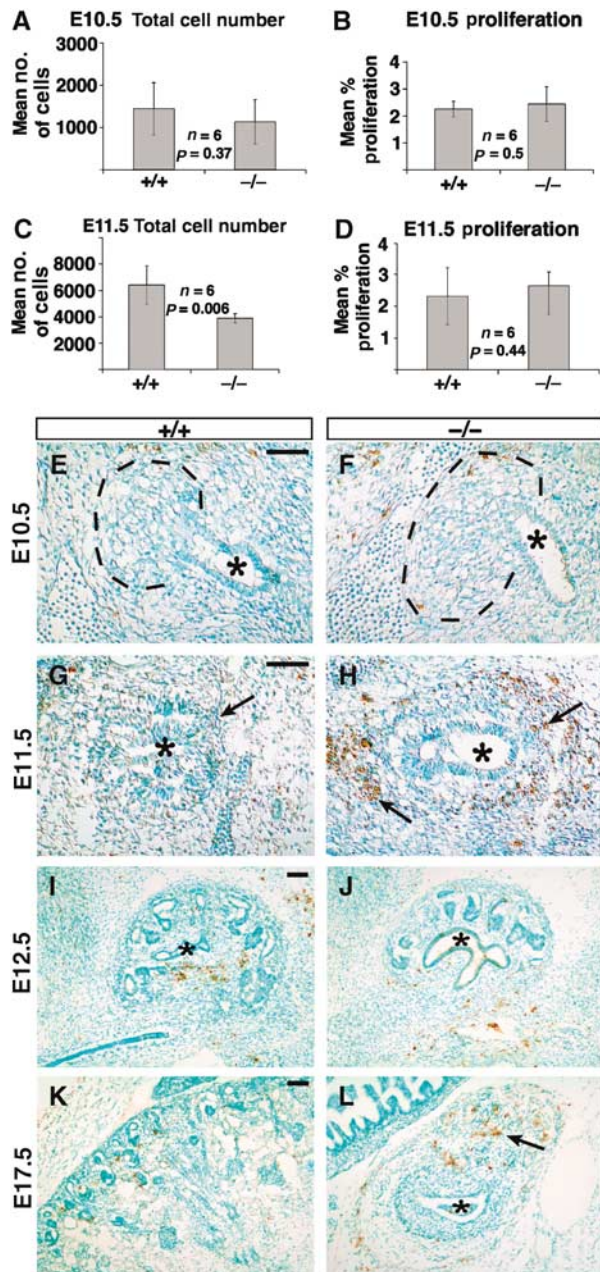 A E10.5 Total cell number
Mean no. of cells
3000
2000
1000
n = 6
P = 0.37
+/+ –/–
B E10.5 proliferation
Mean % proliferation
4
3
2
1
n = 6
P = 0.5
+/+ –/–
C E11.5 Total cell number
Mean no. of cells
8000
6000
4000
2000
n = 6
P = 0.006
+/+ –/–
D E11.5 proliferation
Mean % proliferation
4
3
2
1
n = 6
P = 0.44
+/+ –/–
+/+ –/–
E10.5
E * F *
E11.5
G * H *
E12.5
I * J *
E17.5
K L *